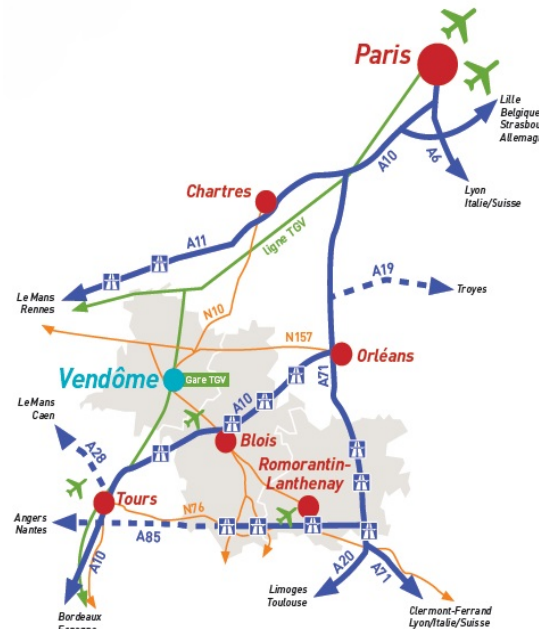 Paris
Lille
Belgique
Strasbou
Allemag
A10
A6
Lyon
Italie/Suisse
Chartres
A11
ligne TGV
Le Mans
Rennes
A19
Troyes
N10
N157
Orléans
Vendôme
Gare TGV
A10
A71
Le Mans
Caen
A28
Blois
Romorantin-
Lanthenay
Tours
N76
Angers
Nantes
A85
A10
A20
A71
Limoges
Toulouse
Clermont-Ferrand
Lyon/Italie/Suisse
Bordeaux